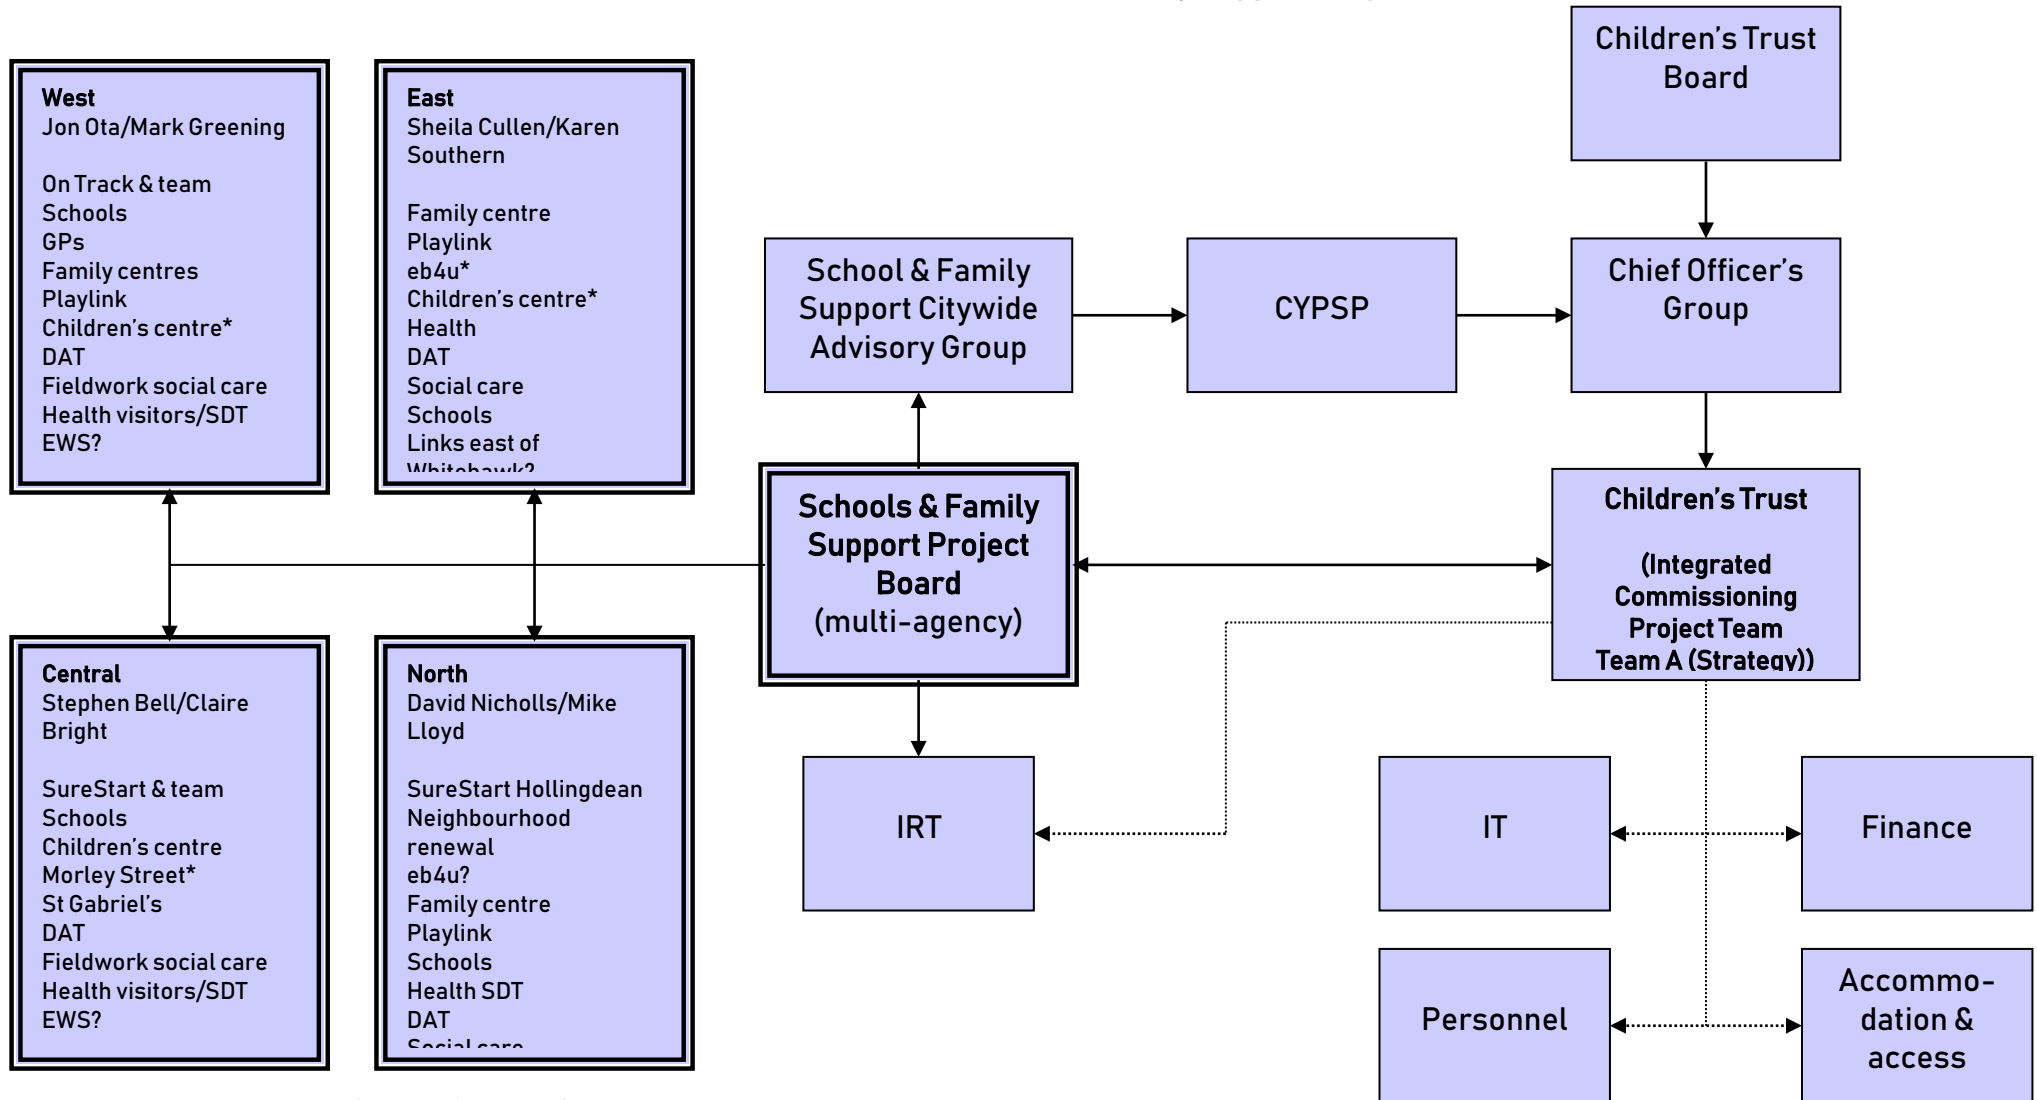 Children's Trust
Board
West
Jon Ota/Mark Greening
On Track & team
Schools
GPs
Family centres
Playlink
Children's centre*
DAT
Fieldwork social care
Health visitors/SDT
EWS?
East
Sheila Cullen/Karen
Southern
Family centre
Playlink
eb4u*
Children's centre*
Health
DAT
Social care
Schools
Links east of
Whitehawk?
School & Family
Support Citywide
Advisory Group
CYPSP
Chief Officer's
Group
Schools & Family
Support Project
Board
(multi-agency)
Children's Trust
(Integrated
Commissioning
Project Team
Team A (Strategy))
Central
Stephen Bell/Claire
Bright
SureStart & team
Schools
Children's centre
Morley Street*
St Gabriel's
DAT
Fieldwork social care
Health visitors/SDT
EWS?
North
David Nicholls/Mike
Lloyd
SureStart Hollingdean
Neighbourhood
renewal
eb4u?
Family centre
Playlink
Schools
Health SDT
DAT
Social care
IRT
IT
Finance
Personnel
Accommo-
dation &
access